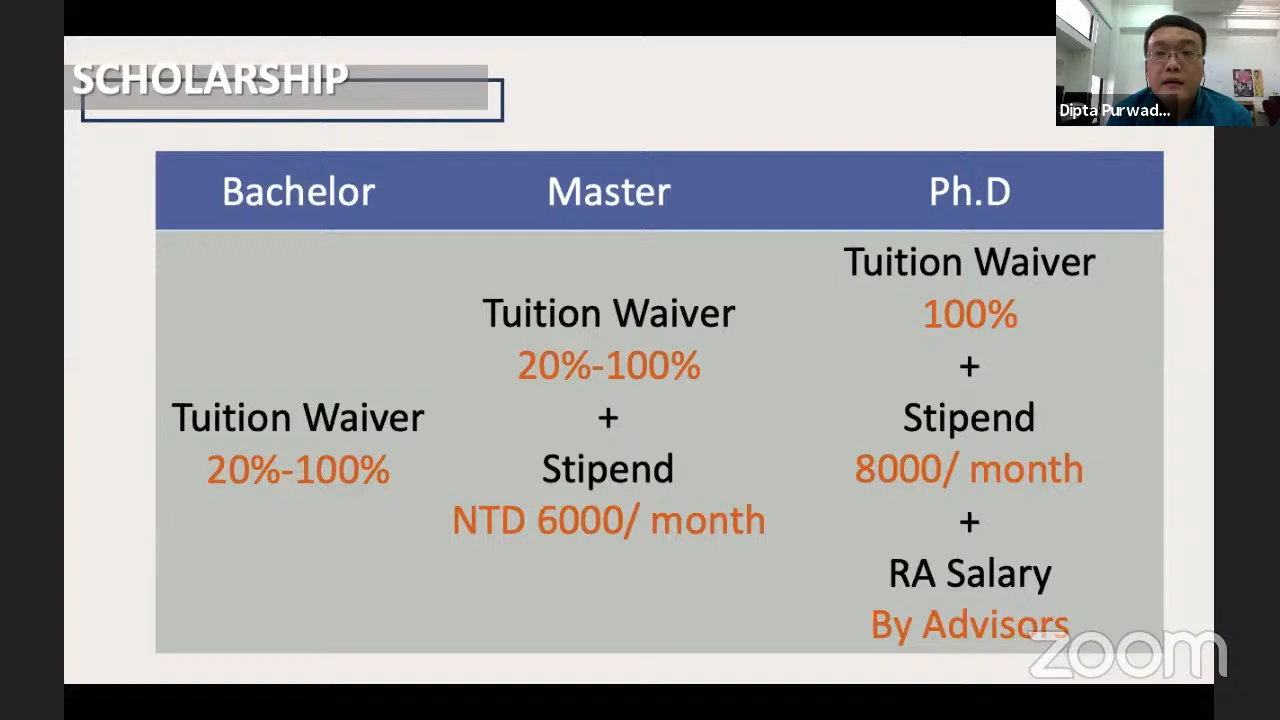 SCHOLARSHIP
Dipta Purwad...
Bachelor
Master
Ph.D
Tuition Waiver
20%-100%
Tuition Waiver
20%-100%
+
Stipend
NTD 6000/ month
Tuition Waiver
100%
+
Stipend
8000/ month
+
RA Salary
By Advisors
zoom